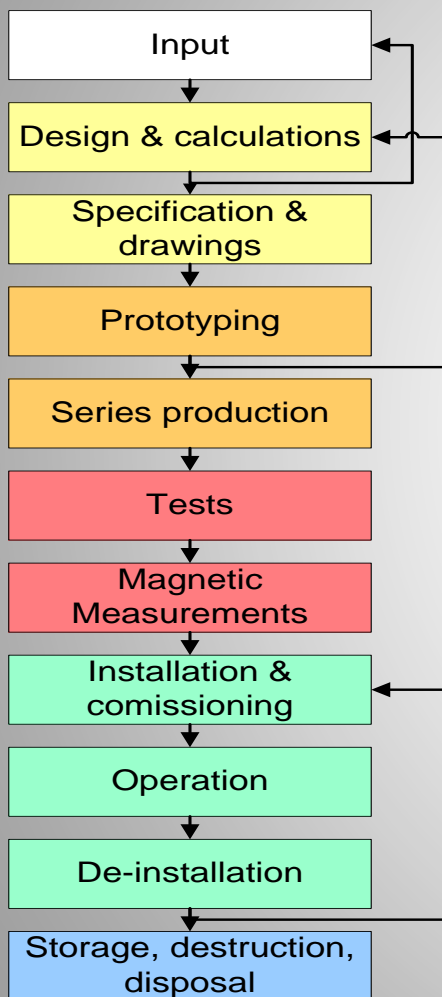 Input
Design & calculations
Specification &
drawings
Prototyping
Series production
Tests
Magnetic
Measurements
Installation &
comissioning
Operation
De-installation
Storage, destruction,
disposal